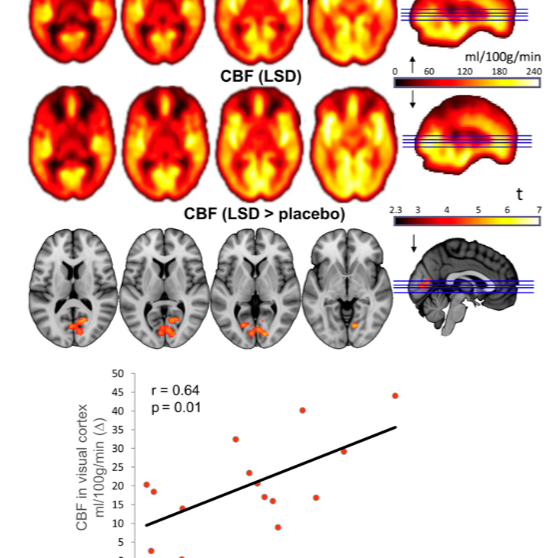 ml/100g/min
CBF (LSD)
0 60 120 180 240
t
CBF (LSD > placebo)
2.3 3 4 5 6 7
50
r = 0.64
45
p = 0.01
40
35
30
25
20
15
10
5
CBF in visual cortex
ml/100g/min (Δ)